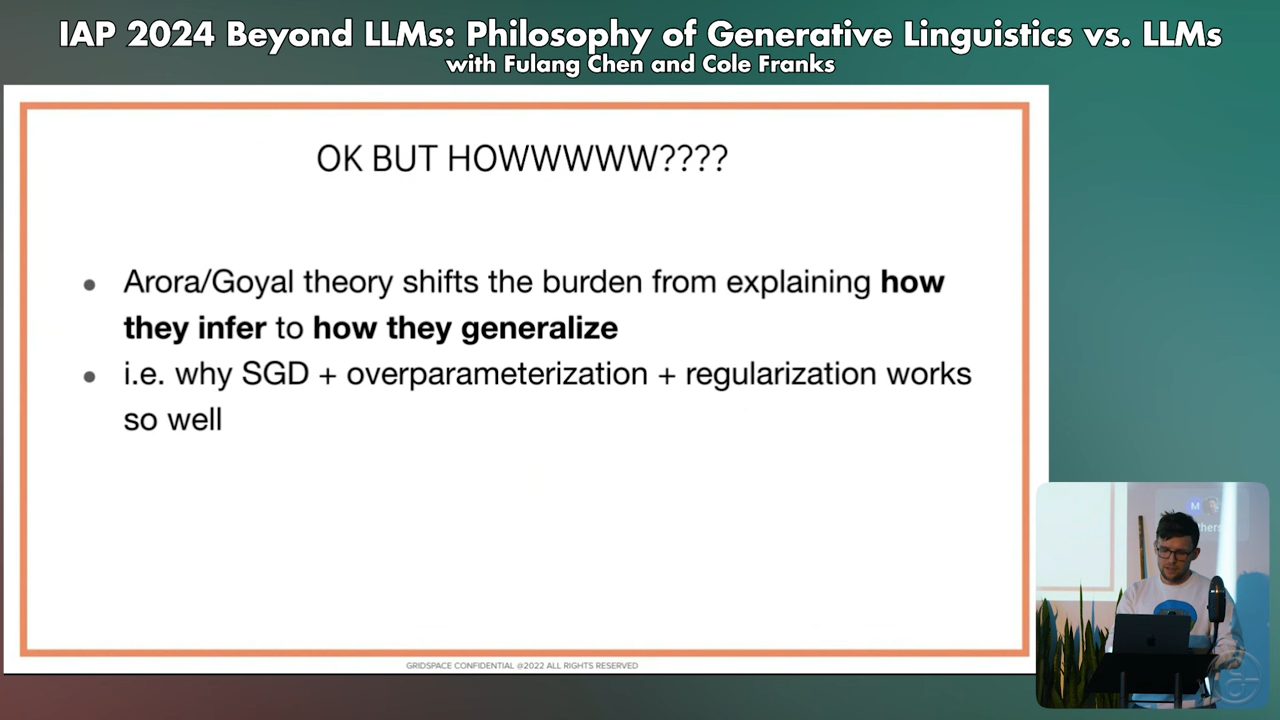 IAP 2024 Beyond LLMs: Philosophy of Generative Linguistics vs. LLMs
with Fulang Chen and Cole Franks
OK BUT HOWWWWW????
Arora/Goyal theory shifts the burden from explaining how
they infer to how they generalize
i.e. why SGD + overparameterization + regularization works
so well
GRIDSPACE CONFIDENTIAL @2022 ALL RIGHTS RESERVED
M